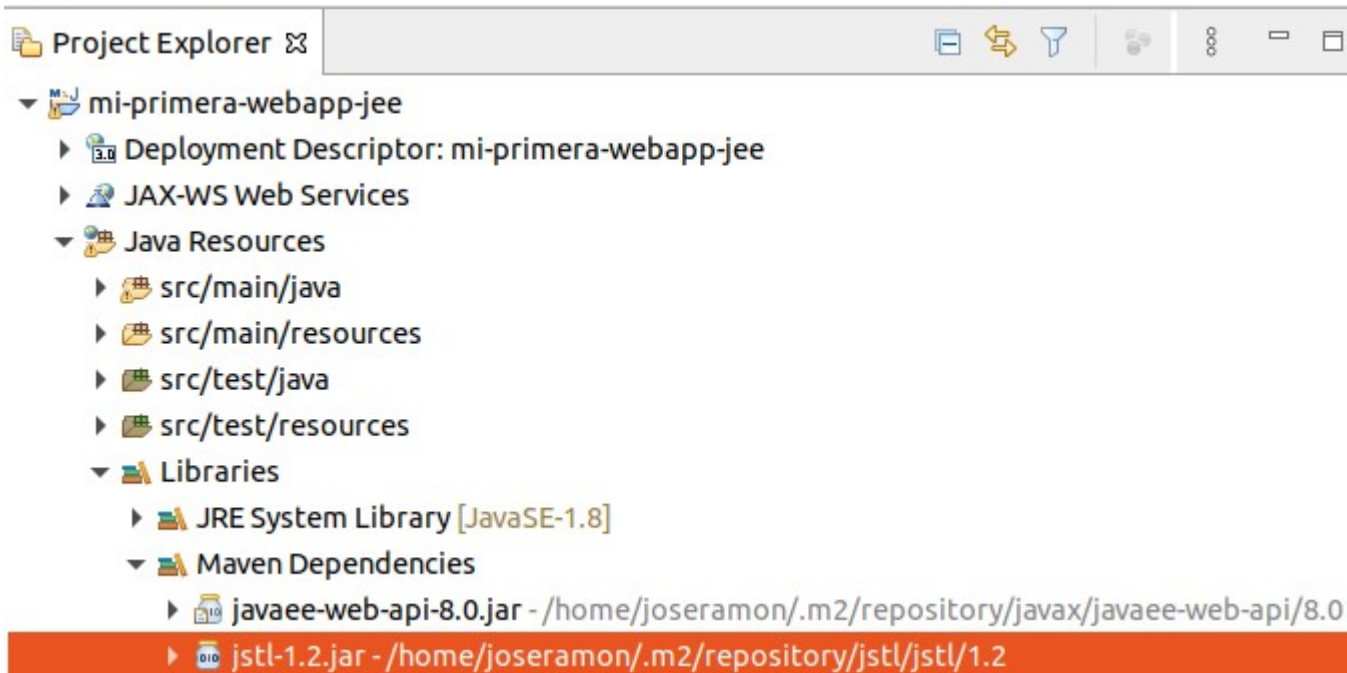 Project Explorer
mi-primera-webapp-jee
Deployment Descriptor: mi-primera-webapp-jee
JAX-WS Web Services
Java Resources
src/main/java
src/main/resources
src/test/java
src/test/resources
Libraries
JRE System Library [JavaSE-1.8]
Maven Dependencies
javaee-web-api-8.0.jar - /home/joseramon/.m2/repository/javax/javaee-web-api/8.0
jstl-1.2.jar - /home/joseramon/.m2/repository/jstl/jstl/1.2